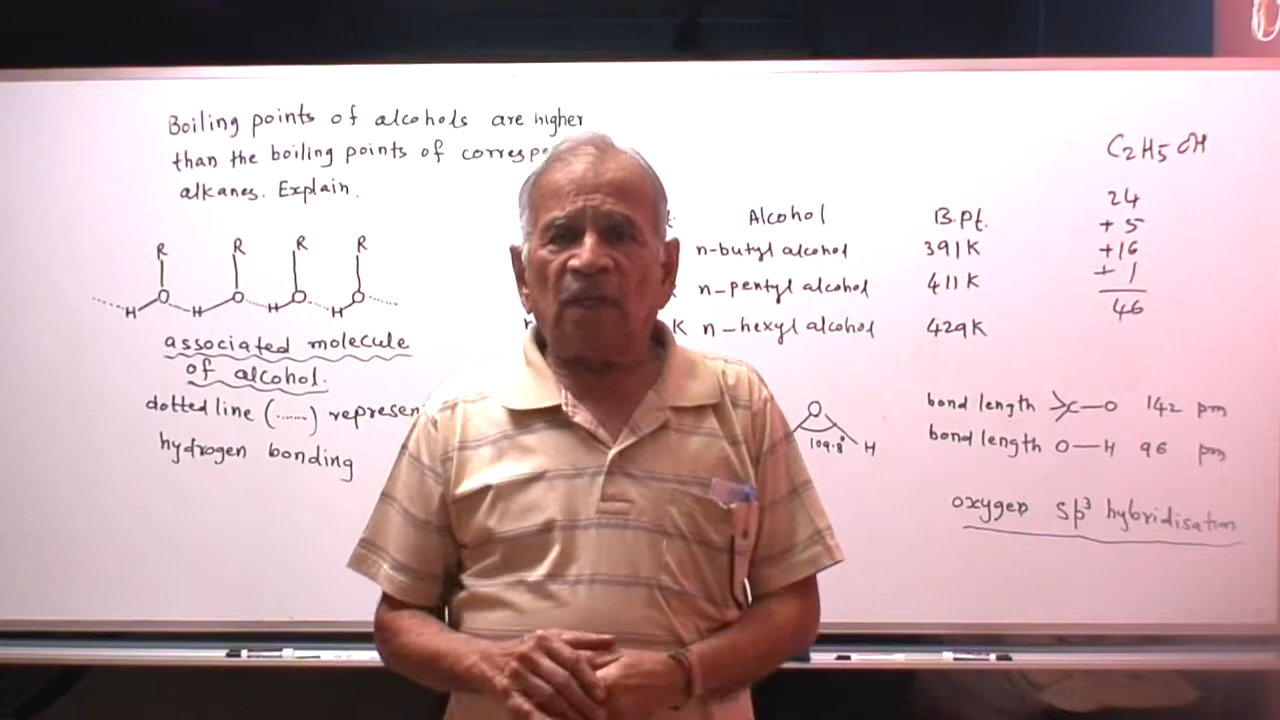 Boiling points of alcohols are higher
than the boiling points of
alkanes. Explain.
R R R R
H O H O H O H O
associated molecule
of alcohol.
dotted line (......)
hydrogen bonding
Alcohol B.Pt.
n-butyl alcohol 391K
n-pentyl alcohol 411K
K n-hexyl alcohol 429K
O
109.8° H
C2H5OH
24
+ 5
+16
+ 1
46
bond length C—O 142 pm
bond length O—H 96 pm
oxygen sp³ hybridisation